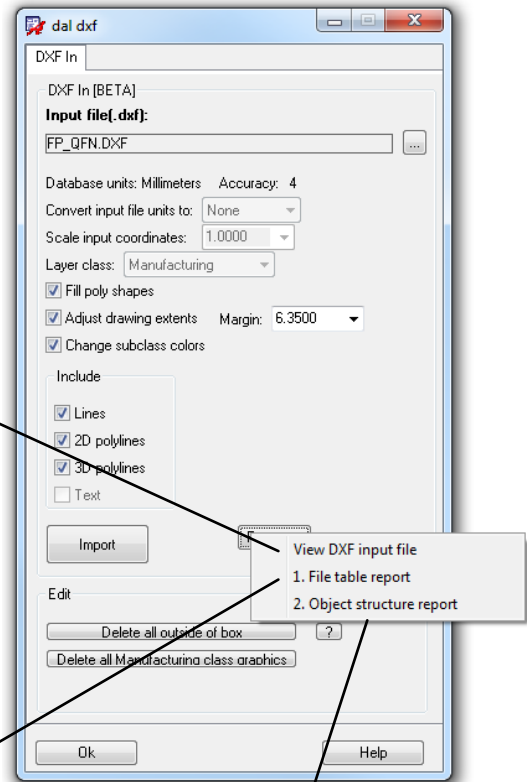 dal dxf
DXF In
DXF In [BETA]
Input file(.dxf):
FP_QFN.DXF
...
Database units: Millimeters Accuracy: 4
Convert input file units to: None
Scale input coordinates: 1.0000
Layer class: Manufacturing
Fill poly shapes
Adjust drawing extents Margin: 6.3500
Change subclass colors
Include
Lines
2D polylines
3D polylines
Text
Import
View DXF input file
1. File table report
2. Object structure report
Edit
Delete all outside of box ?
Delete all Manufacturing class graphics
Ok Help